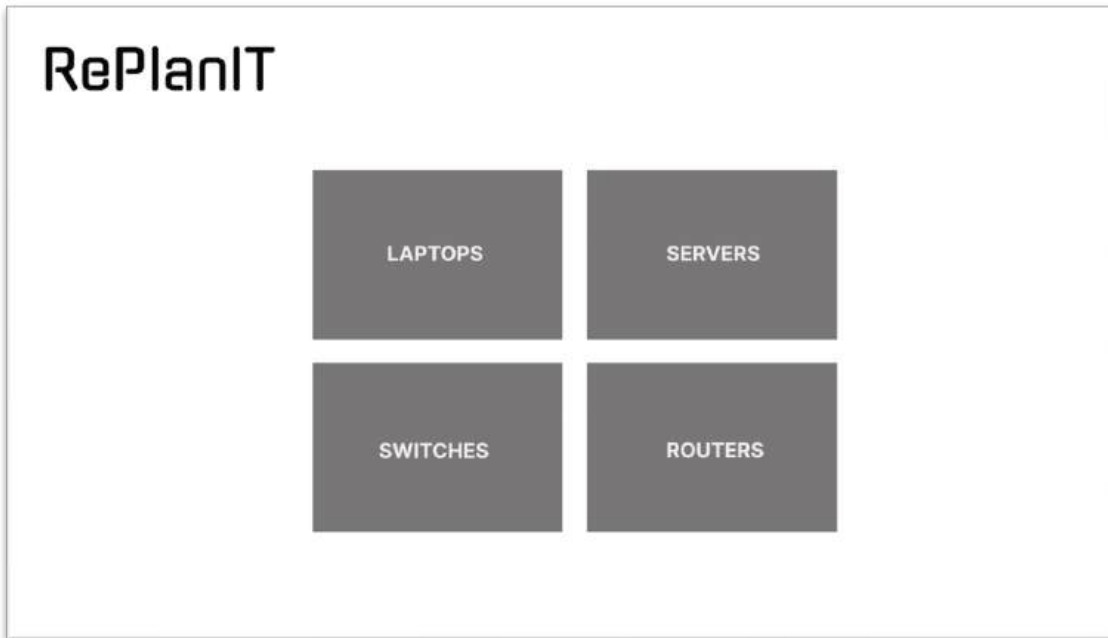 RePlanIT
LAPTOPS
SERVERS
SWITCHES
ROUTERS